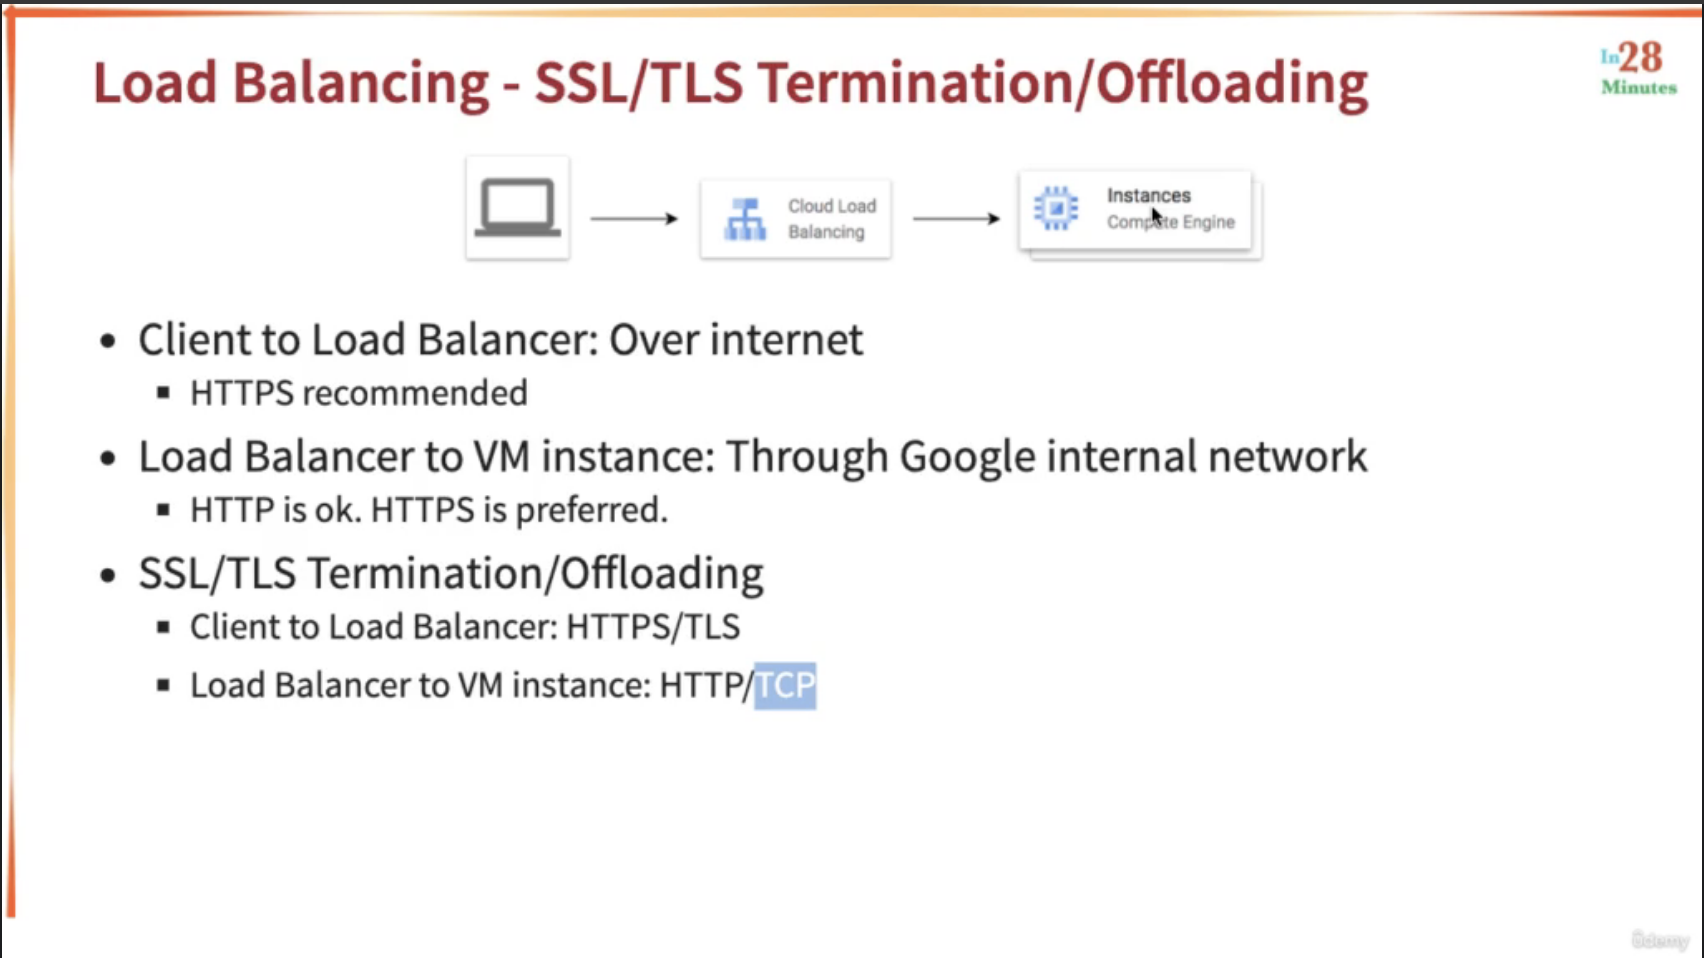 Load Balancing - SSL/TLS Termination/Offloading
In28
Minutes
Cloud Load
Balancing
Instances
Compute Engine
• Client to Load Balancer: Over internet
▪ HTTPS recommended
• Load Balancer to VM instance: Through Google internal network
▪ HTTP is ok. HTTPS is preferred.
• SSL/TLS Termination/Offloading
▪ Client to Load Balancer: HTTPS/TLS
▪ Load Balancer to VM instance: HTTP/TCP
ûdemy